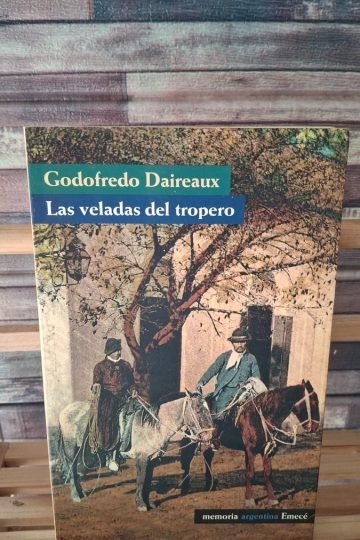 Godofredo Daireaux
Las veladas del tropero
memoria argentina Emecé